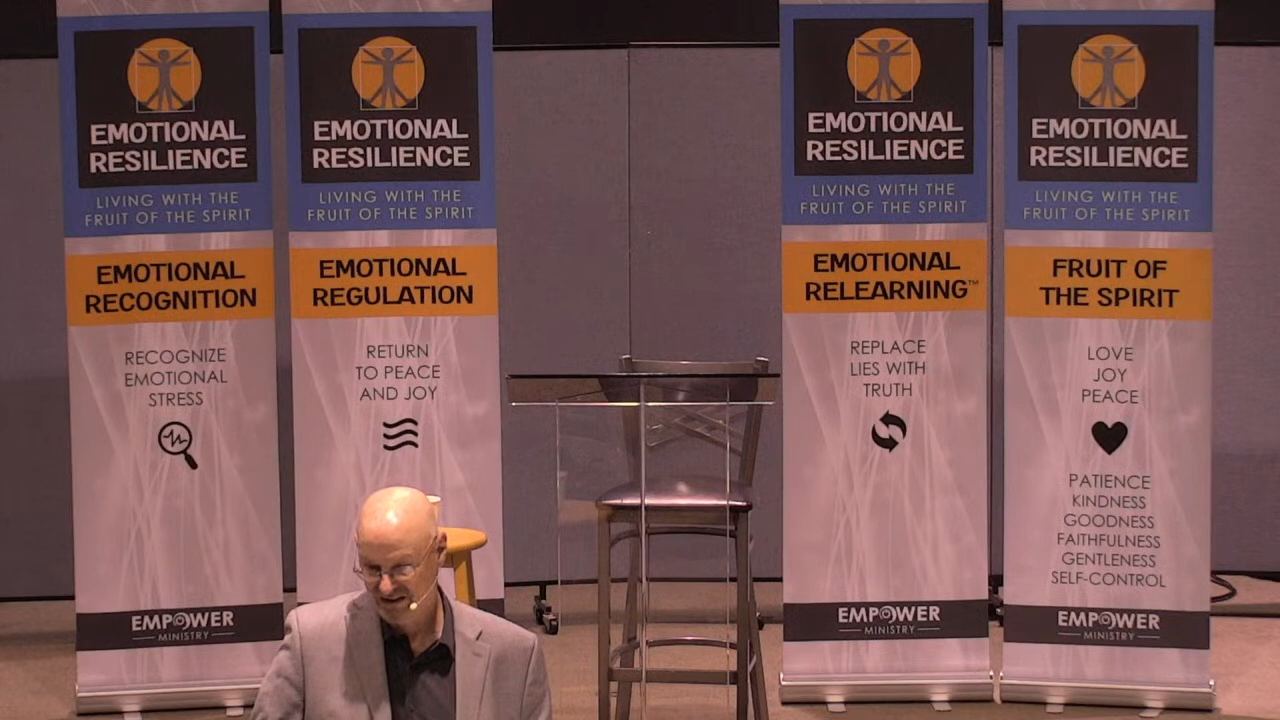 EMOTIONAL
RESILIENCE
LIVING WITH THE
FRUIT OF THE SPIRIT
EMOTIONAL
RECOGNITION
RECOGNIZE
EMOTIONAL
STRESS
EMPOWER
MINISTRY
EMOTIONAL
RESILIENCE
LIVING WITH THE
FRUIT OF THE SPIRIT
EMOTIONAL
REGULATION
RETURN
TO PEACE
AND JOY
EMOTIONAL
RESILIENCE
LIVING WITH THE
FRUIT OF THE SPIRIT
EMOTIONAL
RELEARNING™
REPLACE
LIES WITH
TRUTH
EMPOWER
MINISTRY
EMOTIONAL
RESILIENCE
LIVING WITH THE
FRUIT OF THE SPIRIT
FRUIT OF
THE SPIRIT
LOVE
JOY
PEACE
PATIENCE
KINDNESS
GOODNESS
FAITHFULNESS
GENTLENESS
SELF-CONTROL
EMPOWER
MINISTRY